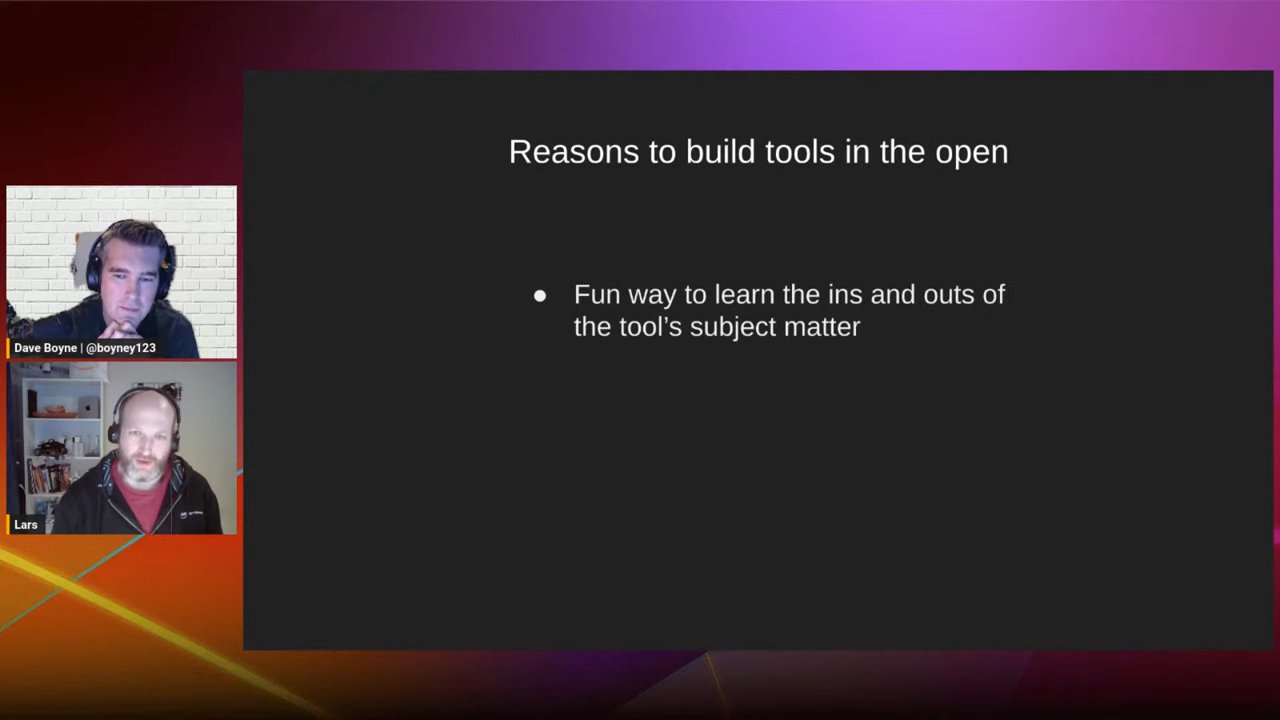 Reasons to build tools in the open
● Fun way to learn the ins and outs of
the tool’s subject matter
Dave Boyne | @boyney123
Lars